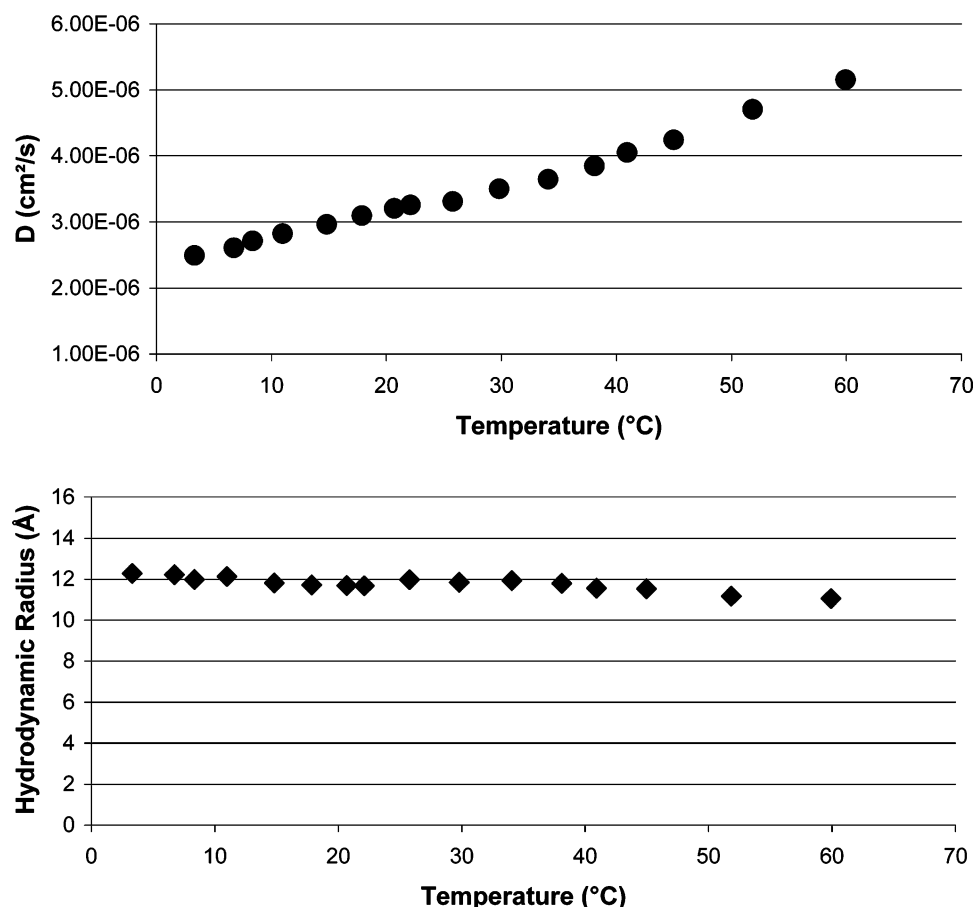 6.00E-06
5.00E-06
4.00E-06
3.00E-06
2.00E-06
1.00E-06
D (cm²/s)
0 10 20 30 40 50 60 70
Temperature (°C)
16
14
12
10
8
6
4
2
0
Hydrodynamic Radius (Å)
0 10 20 30 40 50 60 70
Temperature (°C)